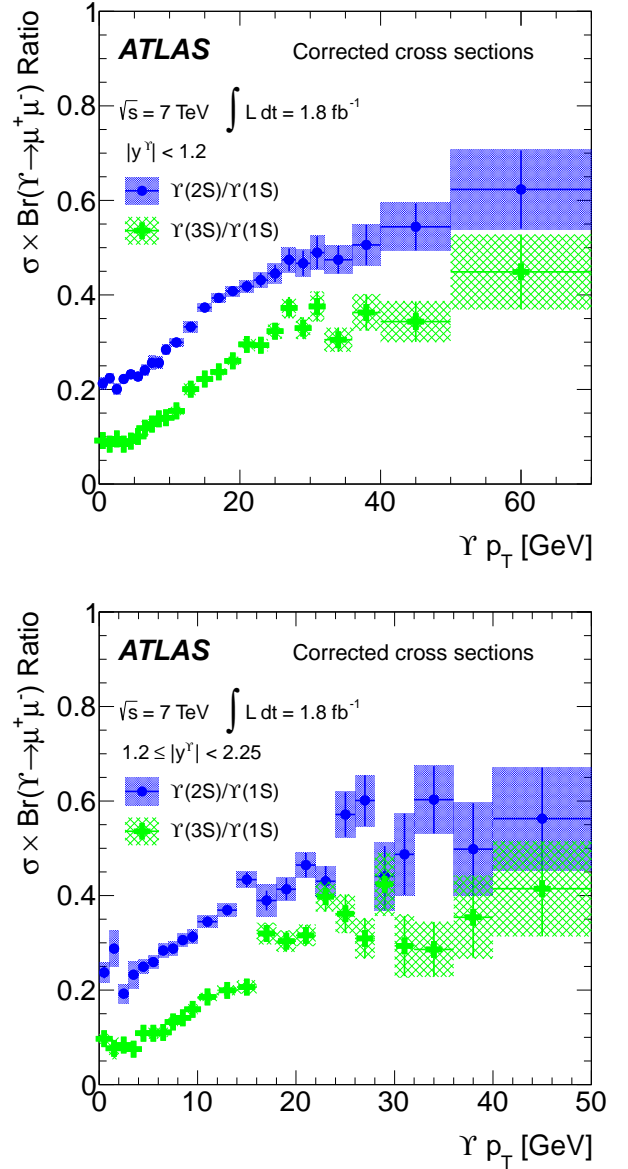 σ × Br(ϒ→μ⁺μ⁻) Ratio
1
ATLAS Corrected cross sections
0.8
√s = 7 TeV ∫ L dt = 1.8 fb⁻¹
|y^ϒ| < 1.2
0.6
ϒ(2S)/ϒ(1S)
ϒ(3S)/ϒ(1S)
0.4
0.2
0
0 20 40 60
ϒ p_T [GeV]
σ × Br(ϒ→μ⁺μ⁻) Ratio
1
ATLAS Corrected cross sections
0.8
√s = 7 TeV ∫ L dt = 1.8 fb⁻¹
1.2 ≤ |y^ϒ| < 2.25
0.6
ϒ(2S)/ϒ(1S)
ϒ(3S)/ϒ(1S)
0.4
0.2
0
0 10 20 30 40 50
ϒ p_T [GeV]